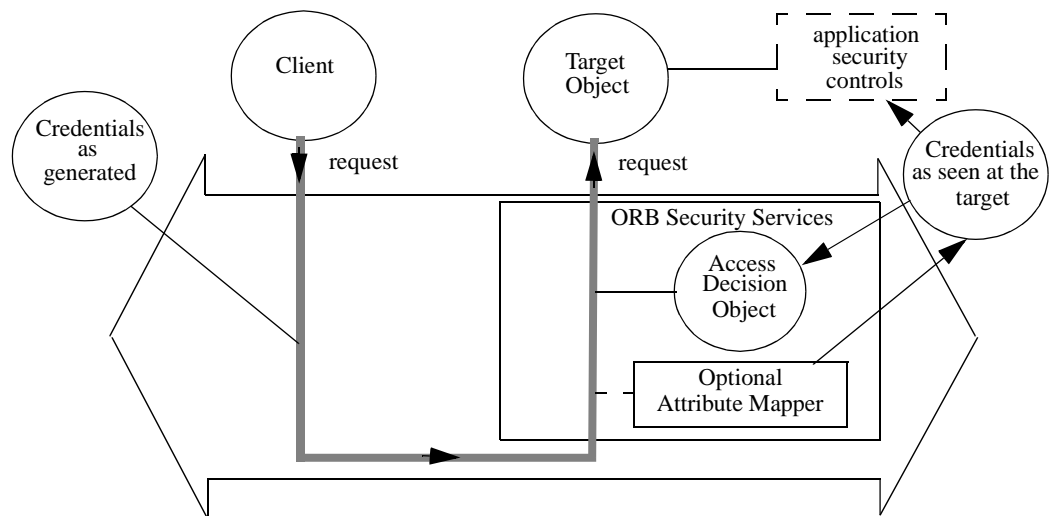 Client
Target
Object
application
security
controls
Credentials
as
generated
request
request
Credentials
as seen at the
target
ORB Security Services
Access
Decision
Object
Optional
Attribute Mapper